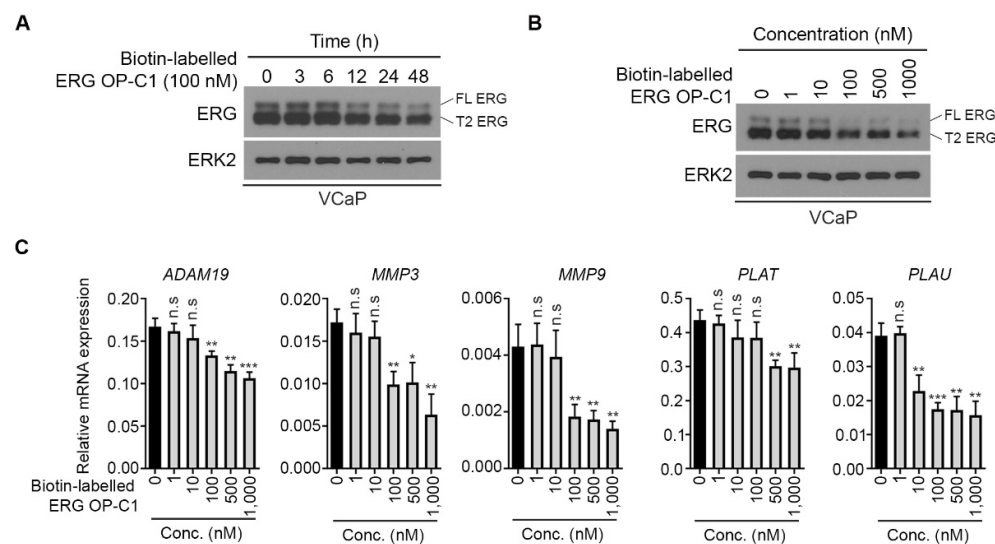 A
Time (h)
Biotin-labelled
ERG OP-C1 (100 nM)
0 3 6 12 24 48
ERG
FL ERG
T2 ERG
ERK2
VCaP
B
Concentration (nM)
Biotin-labelled
ERG OP-C1
0 1 10 100 500 1000
ERG
FL ERG
T2 ERG
ERK2
VCaP
C
Relative mRNA expression
ADAM19
0.20
0.15
0.10
0.05
0.00
n.s n.s ** ** ***
0 1 10 100 500 1,000
Biotin-labelled
ERG OP-C1
Conc. (nM)
MMP3
0.020
0.015
0.010
0.005
0.000
n.s n.s ** * **
0 1 10 100 500 1,000
Conc. (nM)
MMP9
0.006
0.004
0.002
0.000
n.s n.s ** ** **
0 1 10 100 500 1,000
Conc. (nM)
PLAT
0.5
0.4
0.3
0.2
0.1
0.0
n.s n.s n.s ** **
0 1 10 100 500 1,000
Conc. (nM)
PLAU
0.05
0.04
0.03
0.02
0.01
0.00
n.s ** *** ** **
0 1 10 100 500 1,000
Conc. (nM)